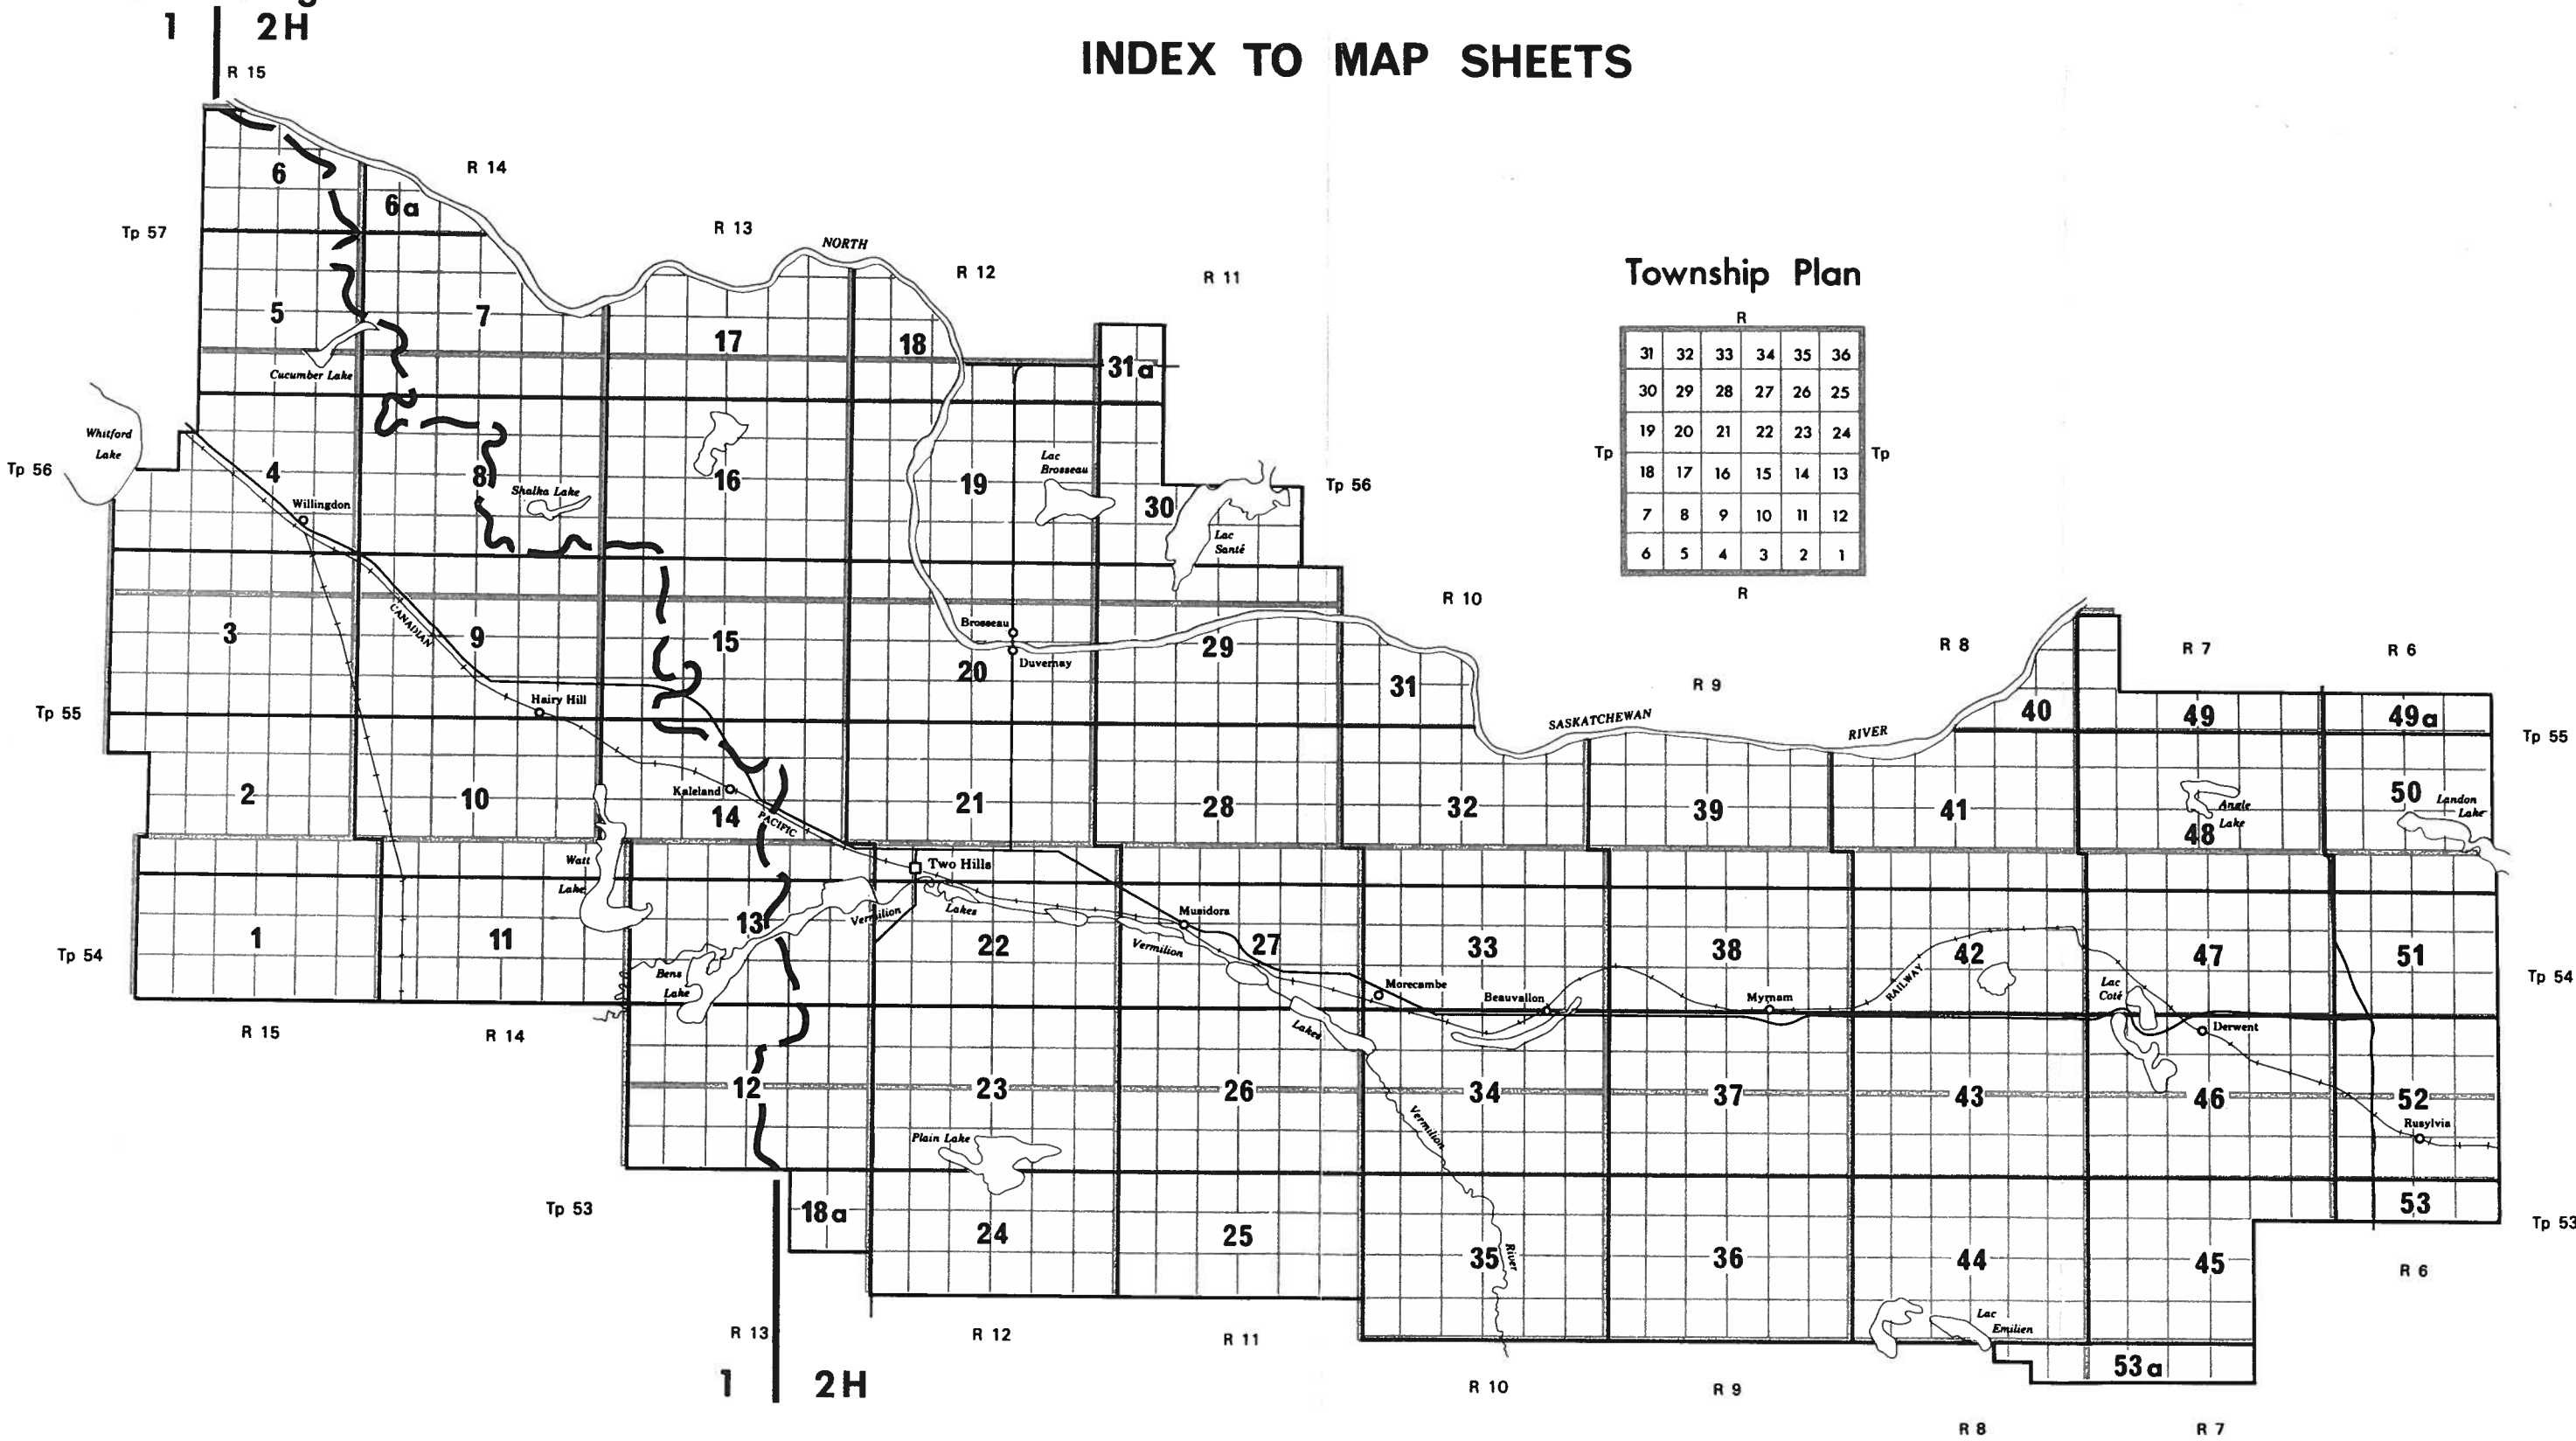 1 2H
INDEX TO MAP SHEETS
R 15
R 14
R 13
NORTH
R 12
R 11
Tp 57
6
6a
5
7
17
18
31a
Cucumber Lake
Township Plan
R
31 32 33 34 35 36
30 29 28 27 26 25
19 20 21 22 23 24
Tp
Tp
18 17 16 15 14 13
7 8 9 10 11 12
6 5 4 3 2 1
R
Whitford
Lake
Tp 56
4
8
16
19
Lac
Brosseau
30
Tp 56
Shalka Lake
Willingdon
Lac
Santé
R 10
3
CANADIAN
9
15
Brosseau
Duvernay
20
29
31
R 9
R 8
R 7
R 6
Hairy Hill
Tp 55
SASKATCHEWAN
RIVER
40
49
49a
Tp 55
2
10
Kaleland
14
PACIFIC
21
28
32
39
41
Angle
Lake
48
50
Landon
Lake
Watt
Lake
Two Hills
Vermilion
Lakes
Musidora
Tp 54
1
11
13
Bens
Lake
22
Vermilion
27
33
38
42
47
51
Tp 54
Morecambe
Beauvallon
Myrnam
RAILWAY
Lac
Coté
Derwent
Lakes
R 15
R 14
12
23
26
34
37
43
46
52
Rusylvia
Vermilion
Plain Lake
Tp 53
18a
24
25
35
River
36
44
45
53
Tp 53
R 6
Lac
Emilien
R 13
R 12
R 11
53a
1 2H
R 10
R 9
R 8
R 7